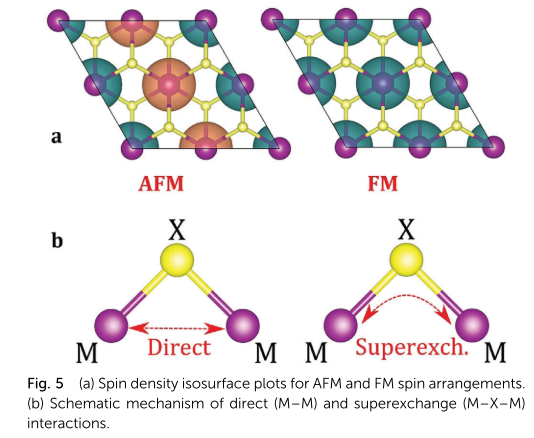 a
AFM FM
b
X X
M Direct M M Superexch. M
Fig. 5 (a) Spin density isosurface plots for AFM and FM spin arrangements.
(b) Schematic mechanism of direct (M–M) and superexchange (M–X–M)
interactions.